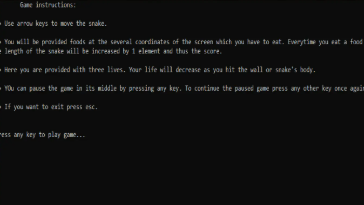 Game instructions:
> Use arrow keys to move the snake.
> You will be provided foods at the several coordinates of the screen which you have to eat. Everytime you eat a food
e length of the snake will be increased by 1 element and thus the score.
> Here you are provided with three lives. Your life will decrease as you hit the wall or snake's body.
> YOu can pause the game in its middle by pressing any key. To continue the paused game press any other key once again
> If you want to exit press esc.
ress any key to play game...